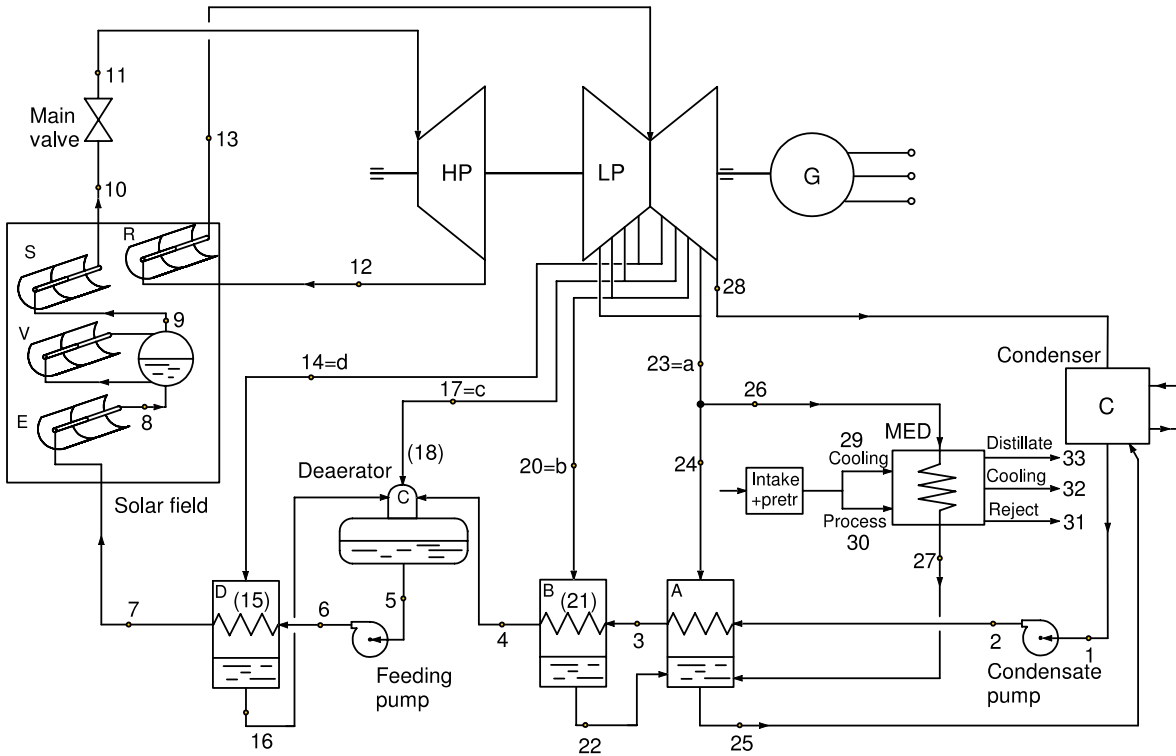 11
Main
valve
13
10
HP
LP
G
S
R
12
28
9
V
14=d
17=c
23=a
Condenser
26
C
E
8
MED
29
Cooling
Distillate
33
(18)
Deaerator
20=b
24
Intake
+pretr
Cooling
32
Solar field
C
Process
30
Reject
31
27
D
(15)
5
B
(21)
A
7
6
4
3
2
1
Feeding
pump
Condensate
pump
16
22
25